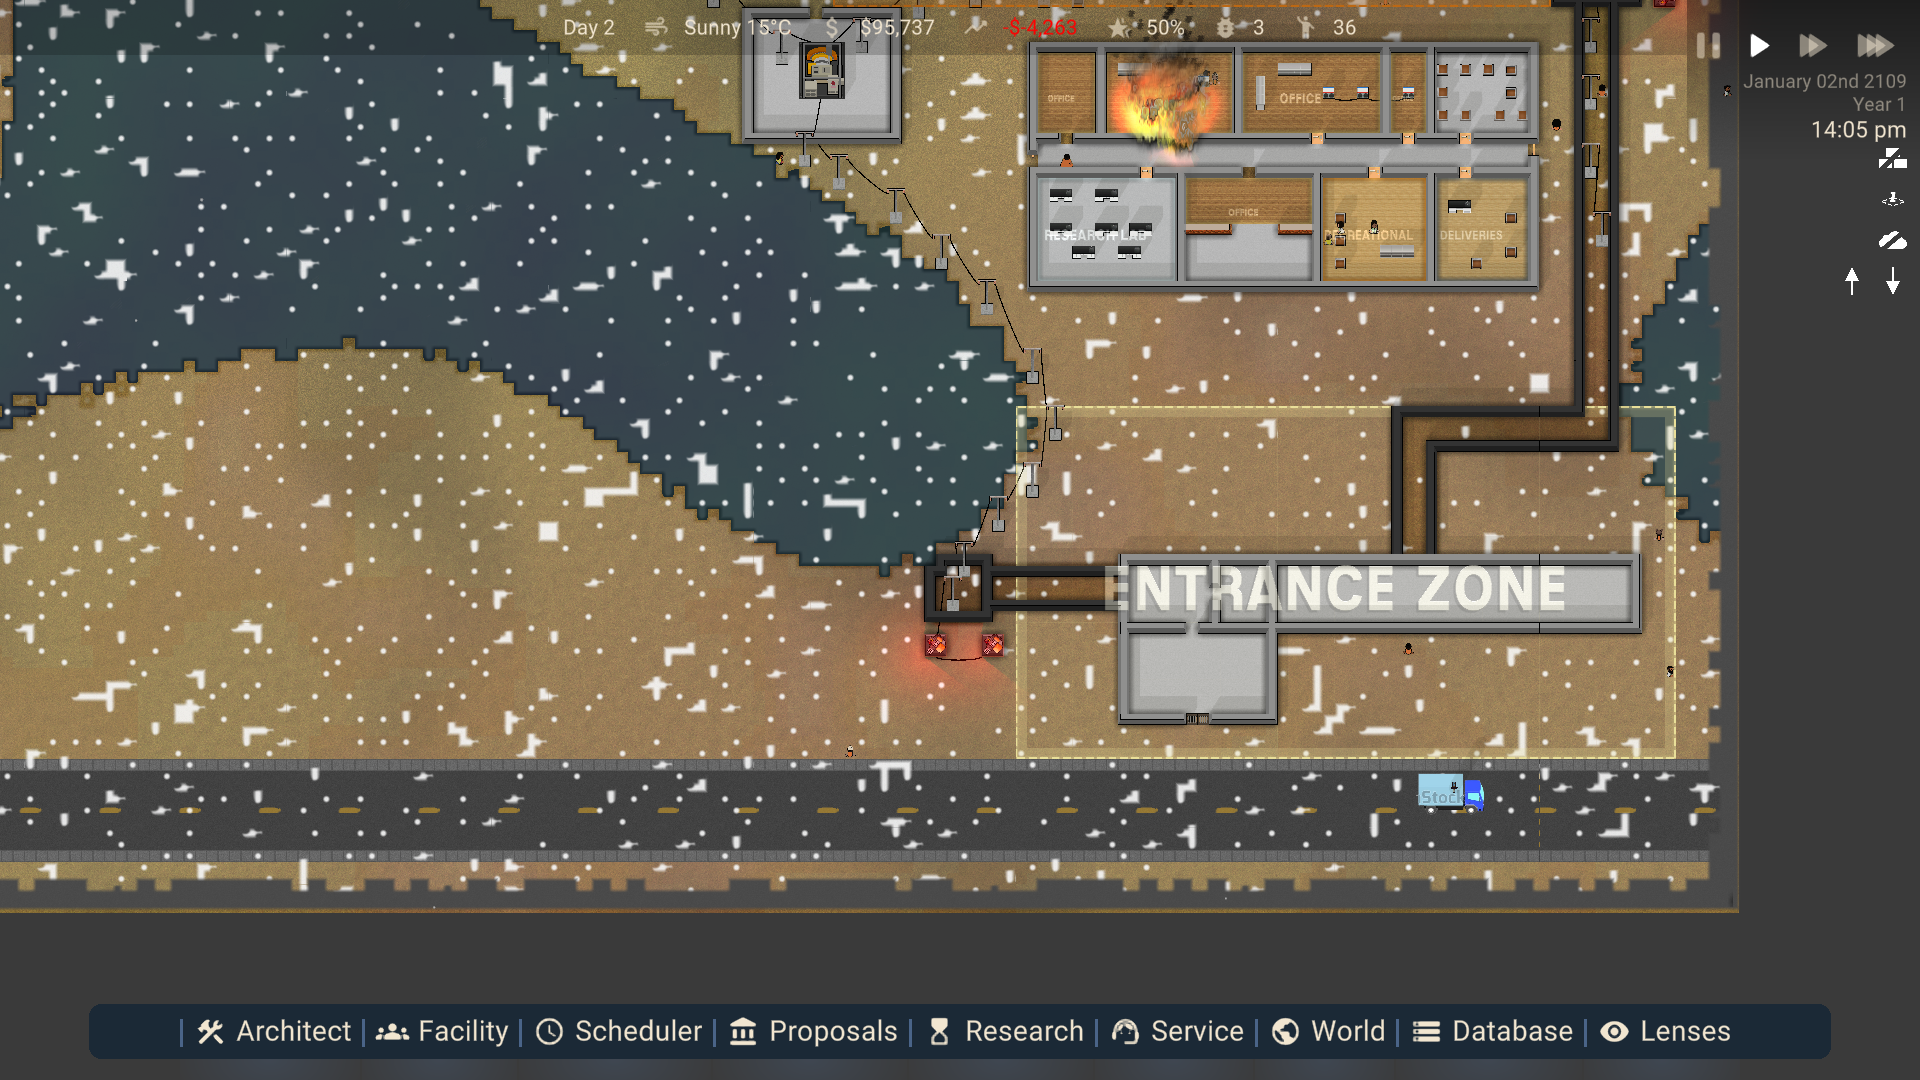 Day 2 Sunny 15°C $ $95,737 -$-4,263 50% 3 36
January 02nd 2109
Year 1
14:05 pm
OFFICE
OFFICE
OFFICE
RESEARCH LAB
RECREATIONAL
DELIVERIES
ENTRANCE ZONE
Stock
Architect Facility Scheduler Proposals Research Service World Database Lenses